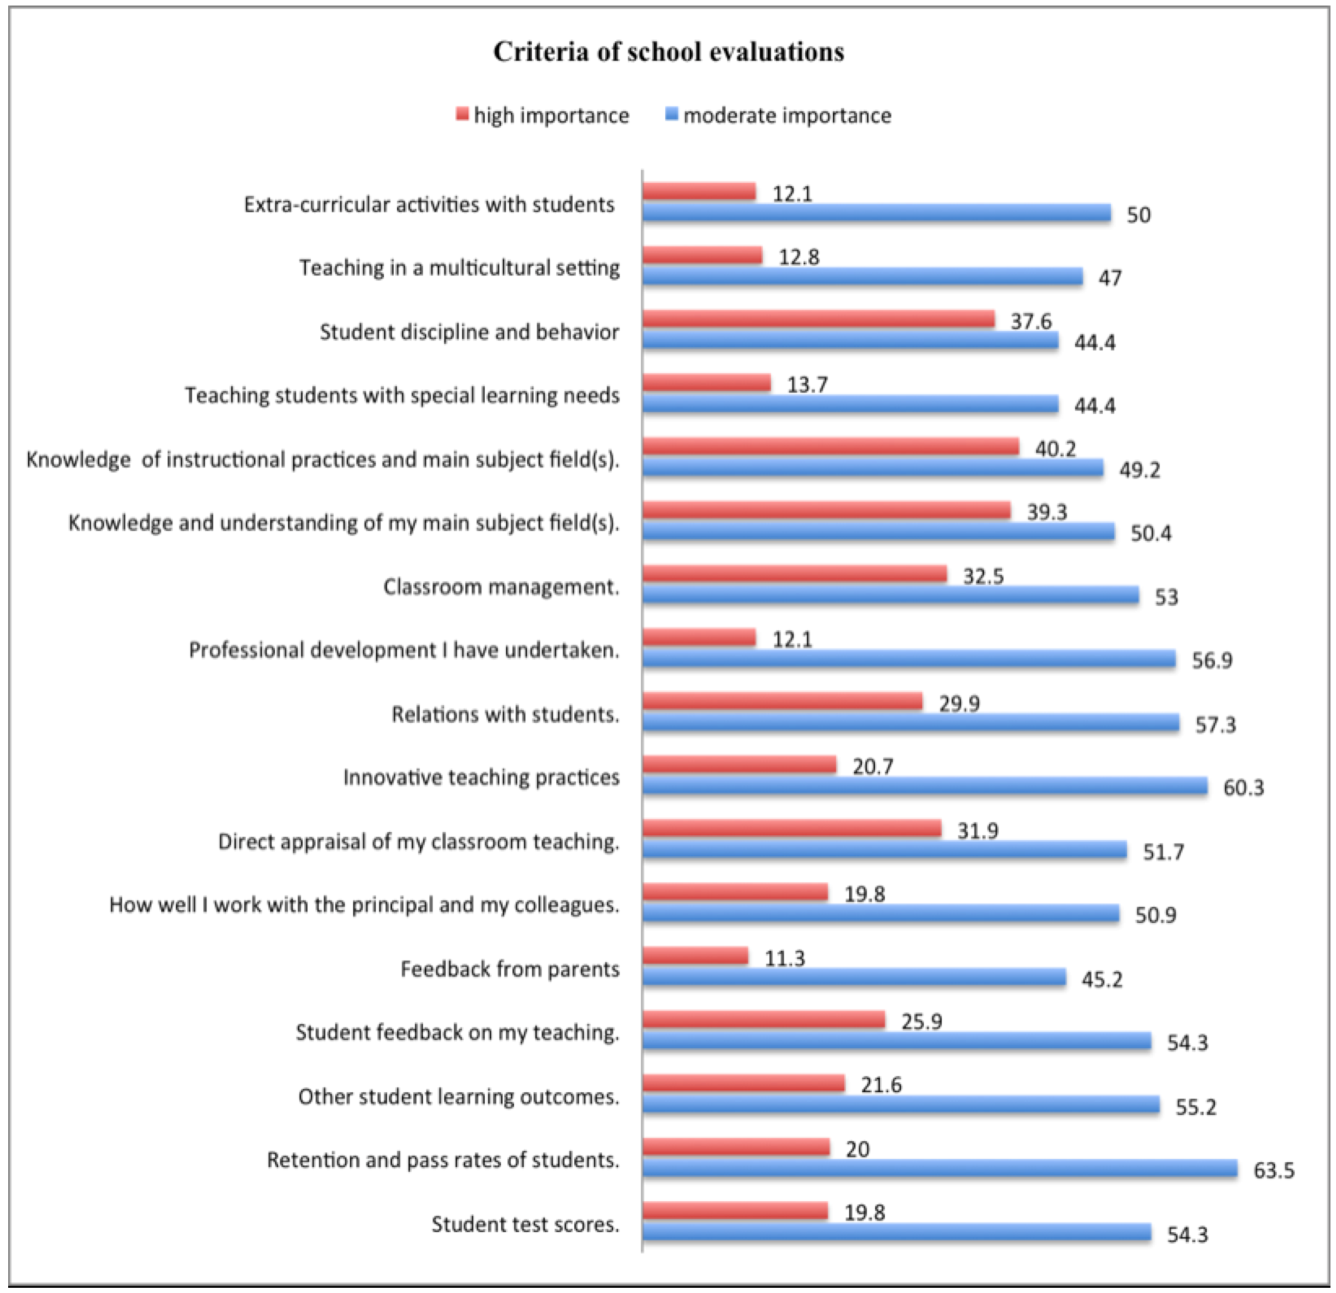 Criteria of school evaluations
high importance moderate importance
Extra-curricular activities with students 12.1 50
Teaching in a multicultural setting 12.8 47
Student discipline and behavior 37.6 44.4
Teaching students with special learning needs 13.7 44.4
Knowledge of instructional practices and main subject field(s). 40.2 49.2
Knowledge and understanding of my main subject field(s). 39.3 50.4
Classroom management. 32.5 53
Professional development I have undertaken. 12.1 56.9
Relations with students. 29.9 57.3
Innovative teaching practices 20.7 60.3
Direct appraisal of my classroom teaching. 31.9 51.7
How well I work with the principal and my colleagues. 19.8 50.9
Feedback from parents 11.3 45.2
Student feedback on my teaching. 25.9 54.3
Other student learning outcomes. 21.6 55.2
Retention and pass rates of students. 20 63.5
Student test scores. 19.8 54.3